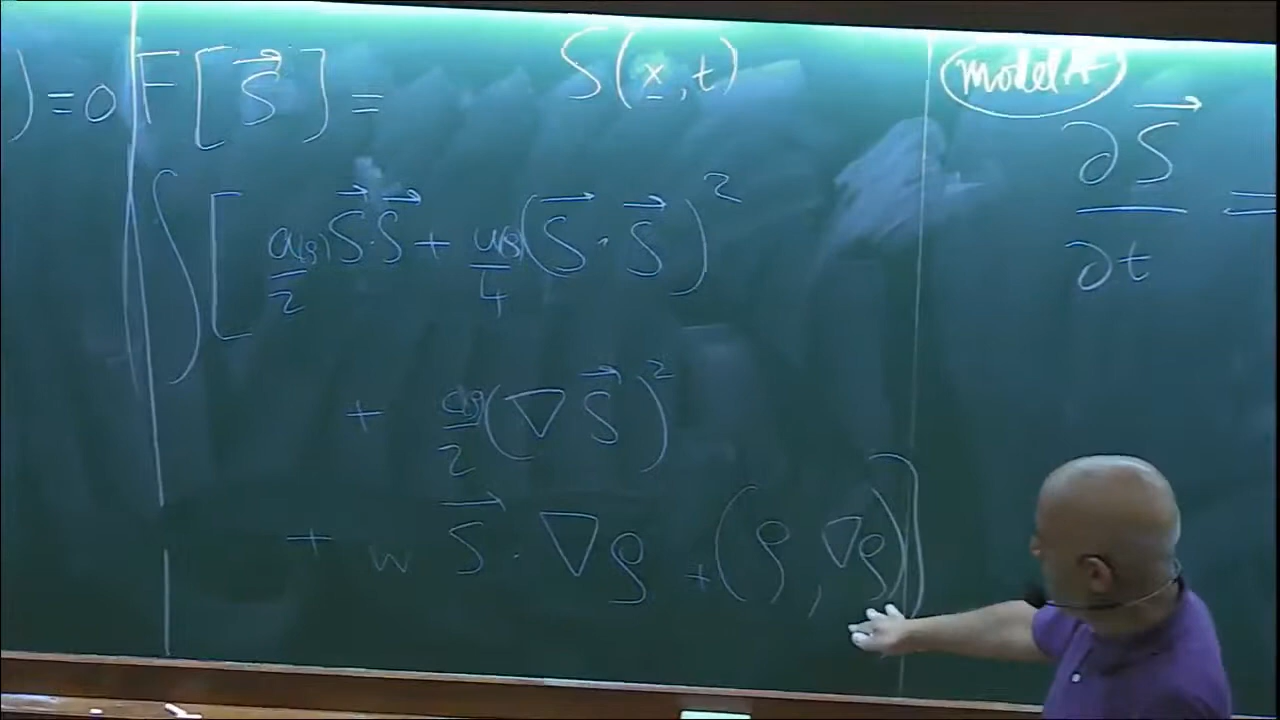 ) = 0
F[S⃗] =
S(x̲, t)
∫[ a(ρ)/2 S⃗·S⃗ + u(ρ)/4 (S⃗·S⃗)²
+ c(ρ)/2 (∇S⃗)²
+ w S⃗·∇ρ + (ρ, ∇ρ)]
model A
∂S⃗/∂t =